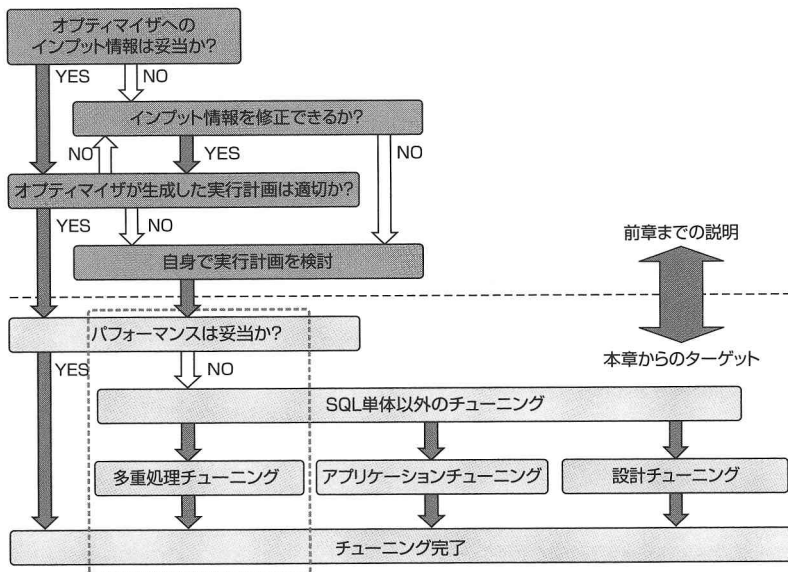 オプティマイザへの
インプット情報は妥当か?
YES
NO
インプット情報を修正できるか?
NO
YES
NO
オプティマイザが生成した実行計画は適切か?
YES
NO
自身で実行計画を検討
前章までの説明
パフォーマンスは妥当か?
本章からのターゲット
YES
NO
SQL単体以外のチューニング
多重処理チューニング
アプリケーションチューニング
設計チューニング
チューニング完了